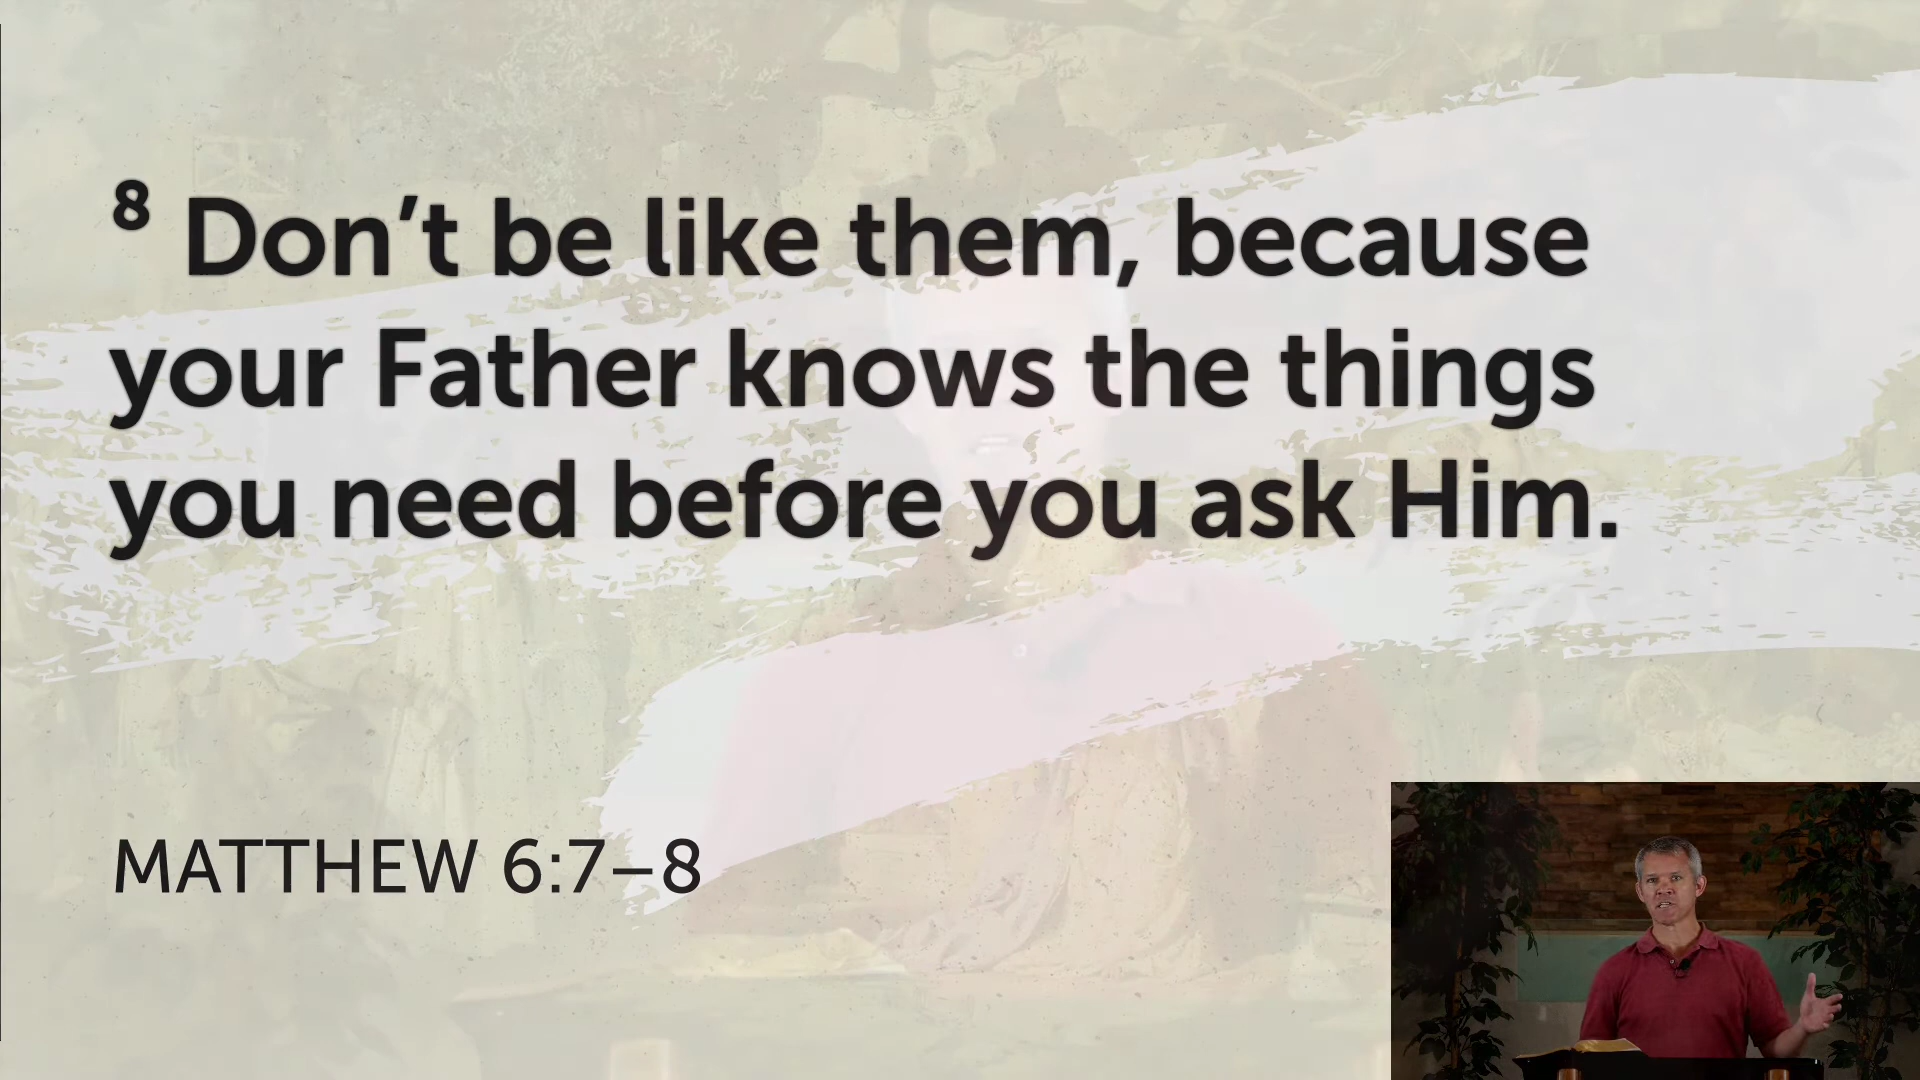 ⁸ Don’t be like them, because
your Father knows the things
you need before you ask Him.
MATTHEW 6:7–8